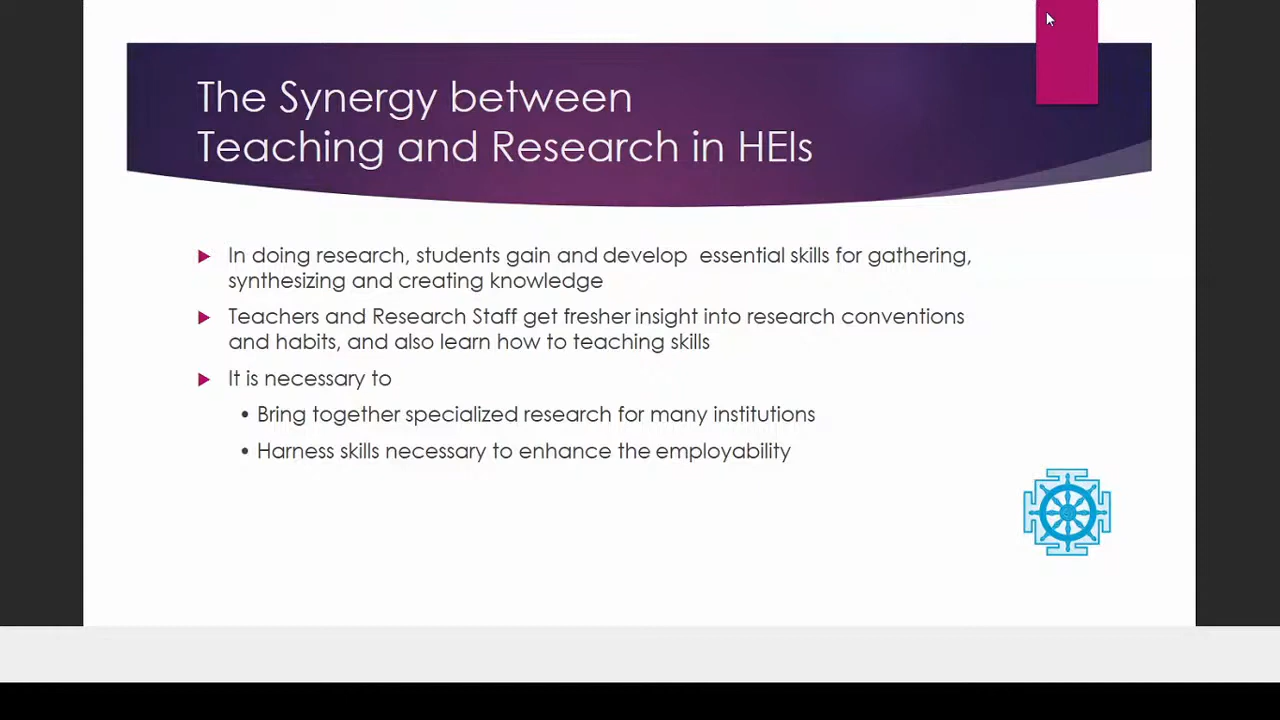 The Synergy between
Teaching and Research in HEIs
In doing research, students gain and develop essential skills for gathering,
synthesizing and creating knowledge
Teachers and Research Staff get fresher insight into research conventions
and habits, and also learn how to teaching skills
It is necessary to
• Bring together specialized research for many institutions
• Harness skills necessary to enhance the employability